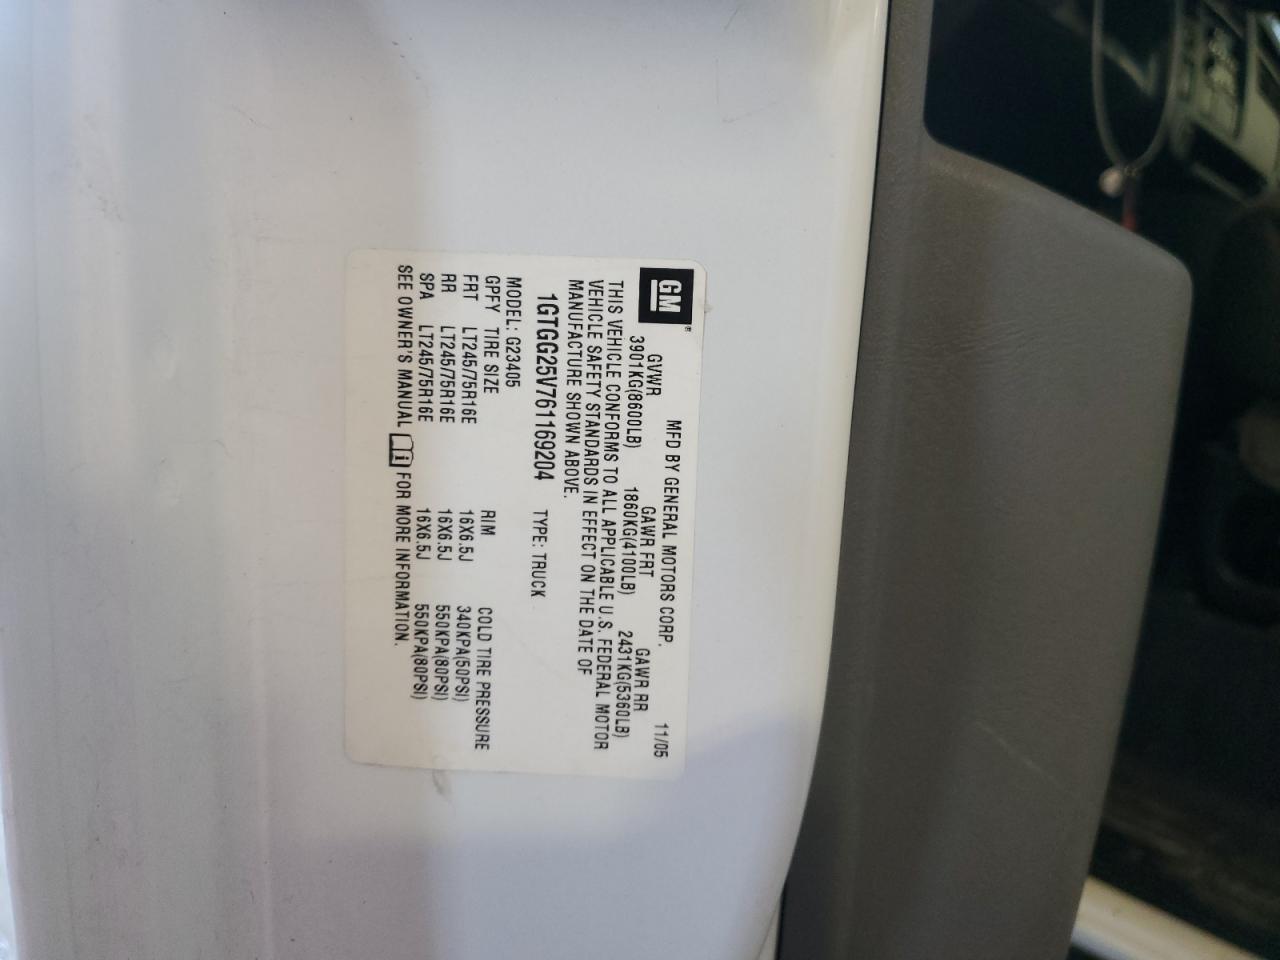 GM® MFD BY GENERAL MOTORS CORP. 11/05
GVWR GAWR FRT GAWR RR
3901KG(8600LB) 1860KG(4100LB) 2431KG(5360LB)
THIS VEHICLE CONFORMS TO ALL APPLICABLE U.S. FEDERAL MOTOR
VEHICLE SAFETY STANDARDS IN EFFECT ON THE DATE OF
MANUFACTURE SHOWN ABOVE.
1GTGG25V761169204 TYPE: TRUCK
MODEL: G23405
GPFY TIRE SIZE RIM COLD TIRE PRESSURE
FRT LT245/75R16E 16X6.5J 340KPA(50PSI)
RR LT245/75R16E 16X6.5J 550KPA(80PSI)
SPA LT245/75R16E 16X6.5J 550KPA(80PSI)
SEE OWNER'S MANUAL i FOR MORE INFORMATION.